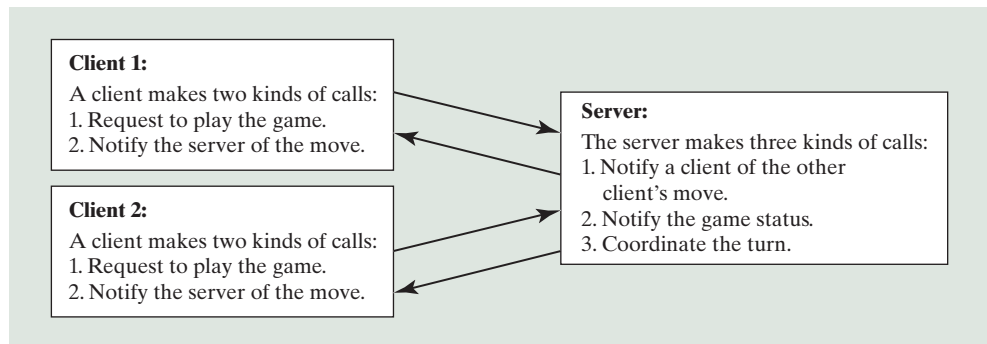 Client 1:
A client makes two kinds of calls:
1. Request to play the game.
2. Notify the server of the move.
Client 2:
A client makes two kinds of calls:
1. Request to play the game.
2. Notify the server of the move.
Server:
The server makes three kinds of calls:
1. Notify a client of the other
client's move.
2. Notify the game status.
3. Coordinate the turn.